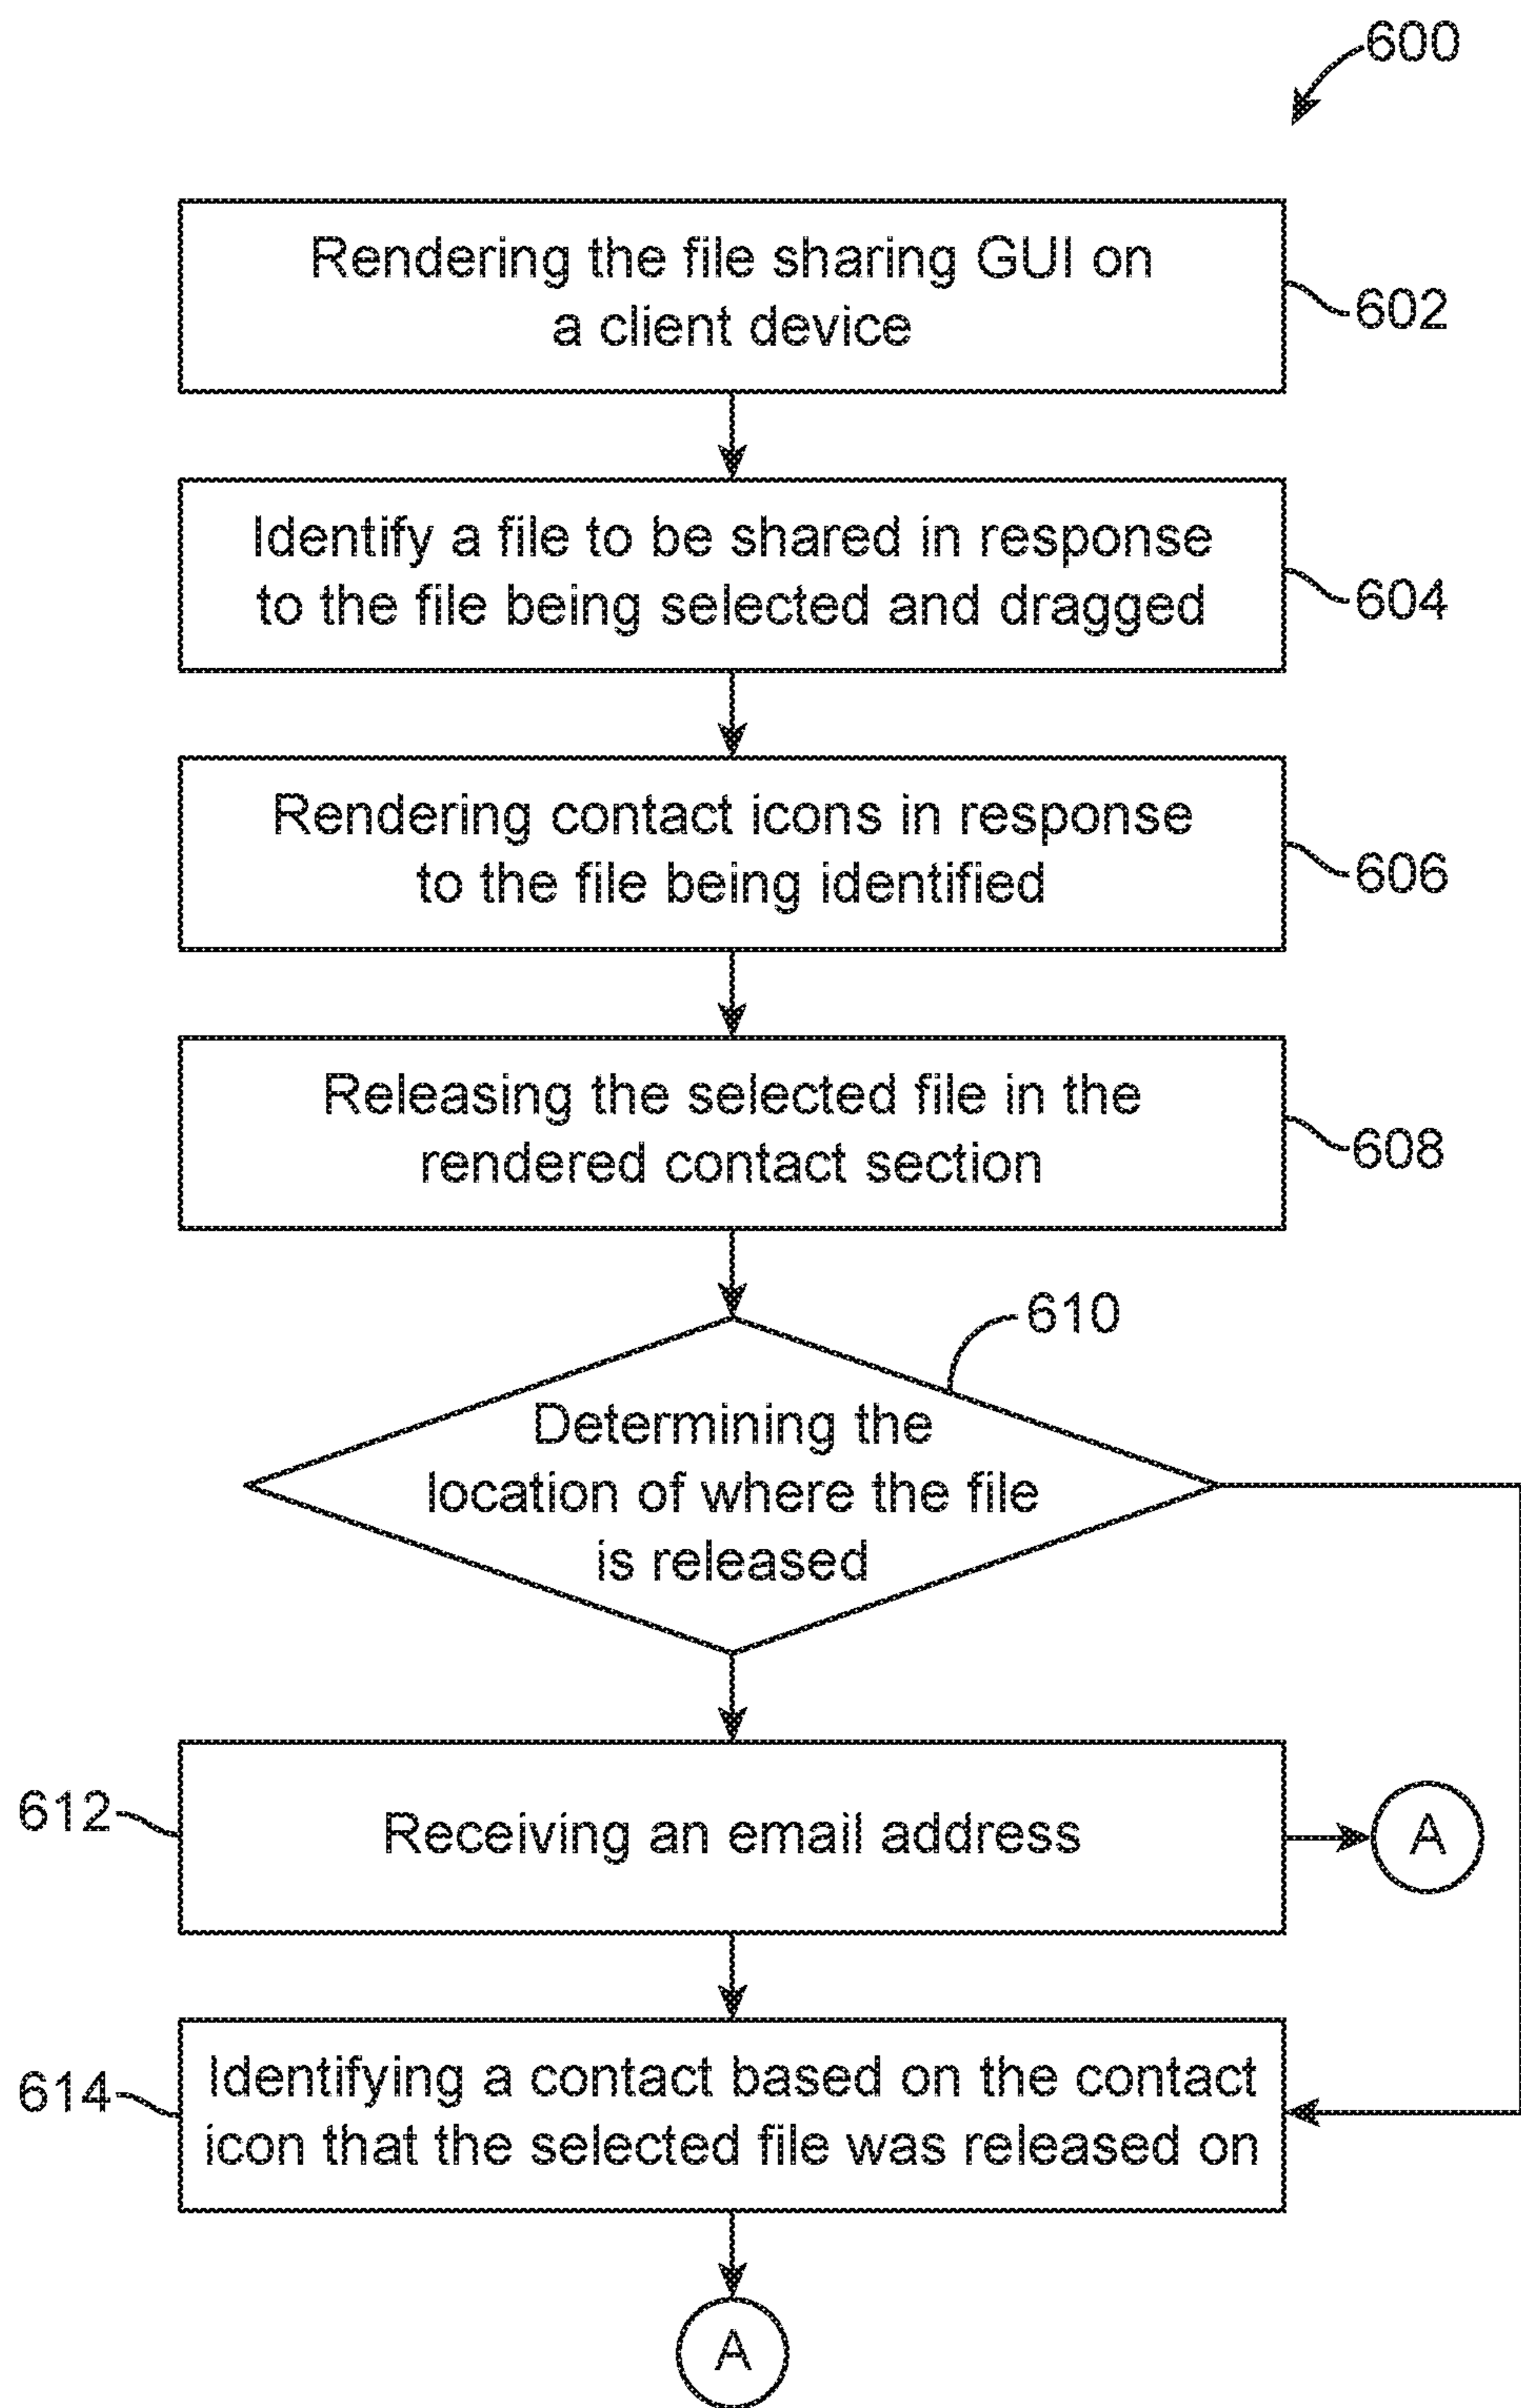 600
Rendering the file sharing GUI on
a client device
602
Identify a file to be shared in response
to the file being selected and dragged
604
Rendering contact icons in response
to the file being identified
606
Releasing the selected file in the
rendered contact section
608
610
Determining the
location of where the file
is released
612
Receiving an email address
A
614
Identifying a contact based on the contact
icon that the selected file was released on
A